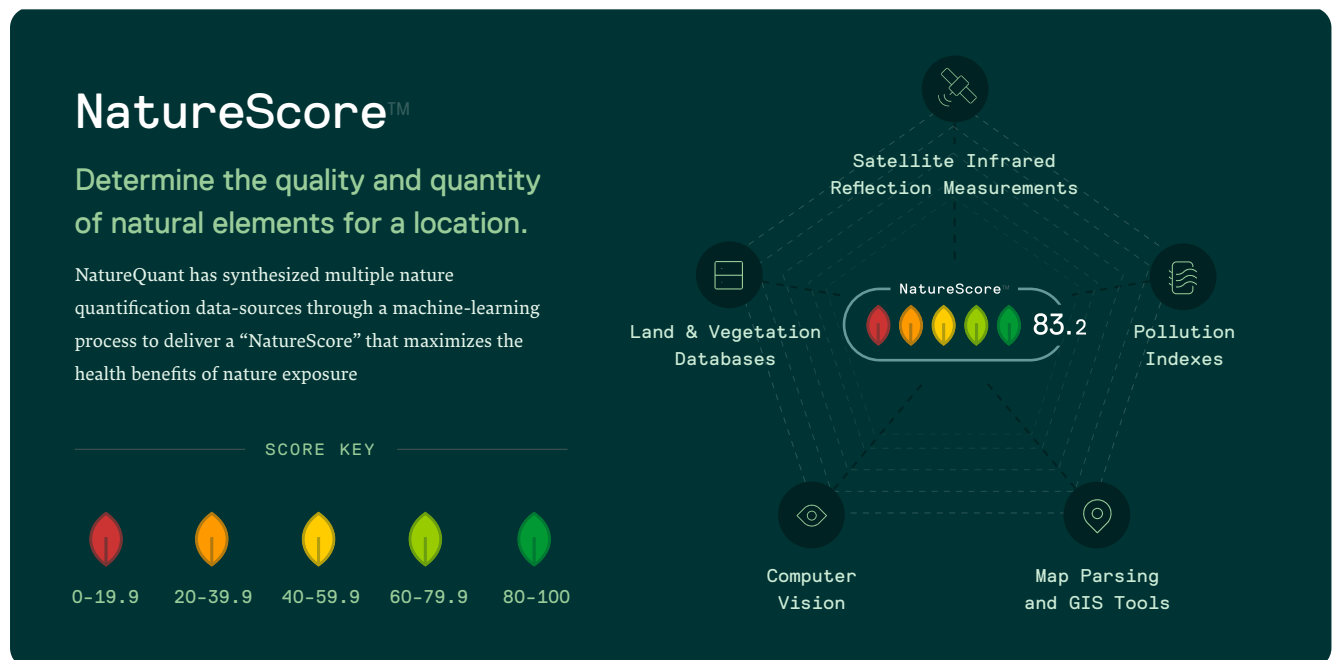 NatureScore™
Determine the quality and quantity
of natural elements for a location.
NatureQuant has synthesized multiple nature
quantification data-sources through a machine-learning
process to deliver a “NatureScore” that maximizes the
health benefits of nature exposure
SCORE KEY
0-19.9
20-39.9
40-59.9
60-79.9
80-100
Satellite Infrared
Reflection Measurements
Land & Vegetation
Databases
NatureScore™
83.2
Pollution
Indexes
Computer
Vision
Map Parsing
and GIS Tools